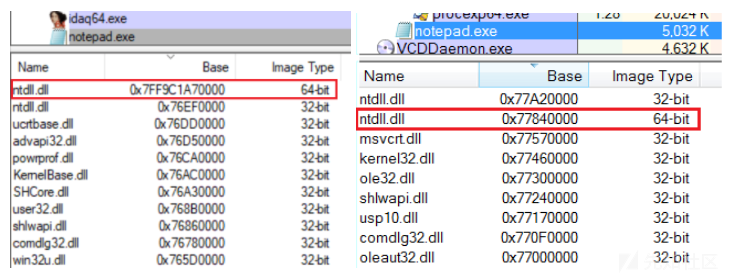 idaq64.exe
notepad.exe
Name Base Image Type
ntdll.dll 0x7FF9C1A70000 64-bit
ntdll.dll 0x76EF0000 32-bit
ucrtbase.dll 0x76DD0000 32-bit
advapi32.dll 0x76D50000 32-bit
powrprof.dll 0x76CA0000 32-bit
KernelBase.dll 0x76AC0000 32-bit
SHCore.dll 0x76A30000 32-bit
user32.dll 0x768B0000 32-bit
shlwapi.dll 0x76860000 32-bit
comdlg32.dll 0x76780000 32-bit
win32u.dll 0x765D0000 32-bit
procexp64.exe 1.28 20,024 K
notepad.exe 5,032 K
VCDDaemon.exe 4,632 K
Name Base Image Type
ntdll.dll 0x77A20000 32-bit
ntdll.dll 0x77840000 64-bit
msvcrt.dll 0x77570000 32-bit
kernel32.dll 0x77460000 32-bit
ole32.dll 0x77300000 32-bit
shlwapi.dll 0x77240000 32-bit
usp10.dll 0x77170000 32-bit
comdlg32.dll 0x770F0000 32-bit
oleaut32.dll 0x77000000 32-bit